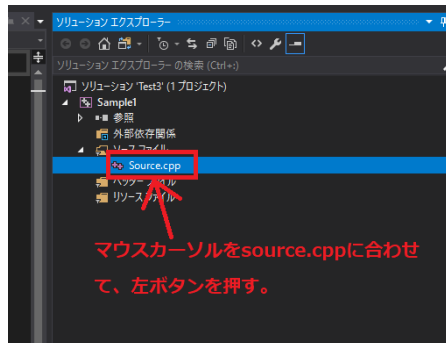 ソリューション エクスプローラー
ソリューション エクスプローラー の検索 (Ctrl+:)
ソリューション 'Test3' (1 プロジェクト)
Sample1
参照
外部依存関係
ソース ファイル
Source.cpp
ヘッダー ファイル
リソース ファイル
マウスカーソルをsource.cppに合わせ
て、左ボタンを押す。